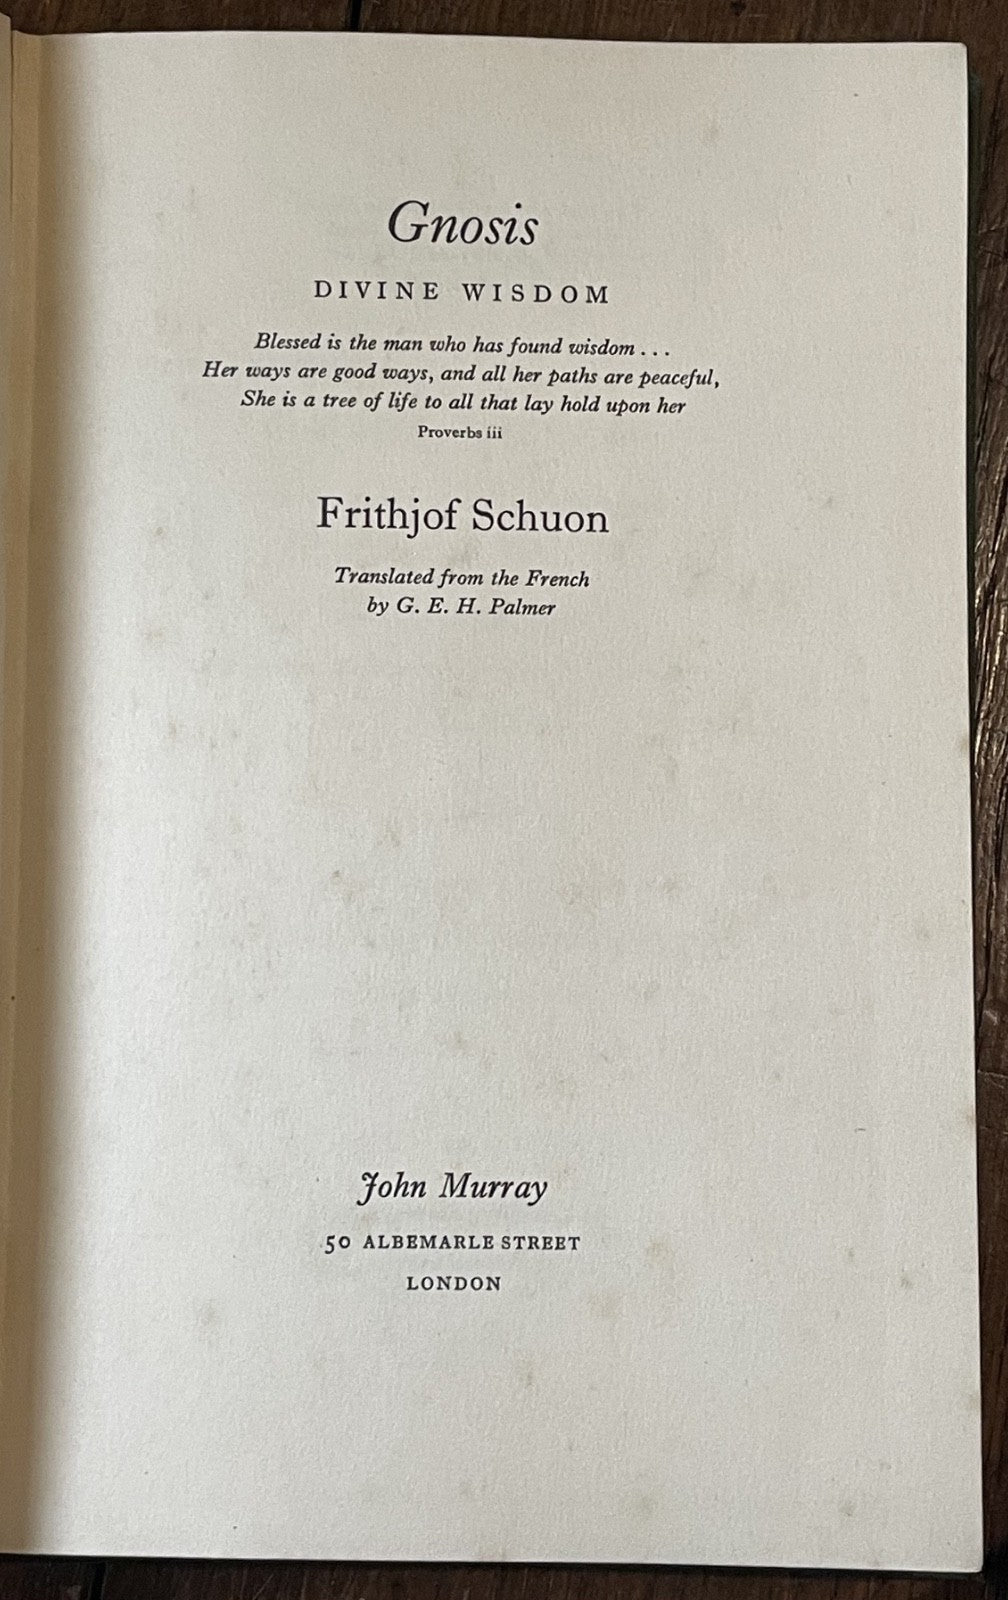 Gnosis
DIVINE WISDOM
Blessed is the man who has found wisdom . . .
Her ways are good ways, and all her paths are peaceful,
She is a tree of life to all that lay hold upon her
Proverbs iii
Frithjof Schuon
Translated from the French
by G. E. H. Palmer
John Murray
50 ALBEMARLE STREET
LONDON